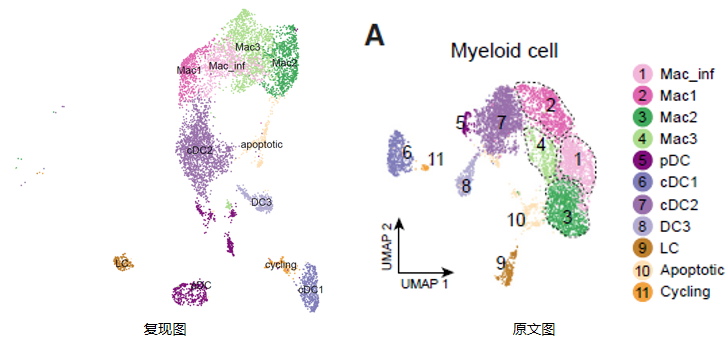 Mac3
Mac1
Mac_inf
Mac2
cDC2
apoptotic
DC3
LC
cycling
pDC
cDC1
复现图
A
Myeloid cell
2
5
7
4
6
11
1
8
10
3
9
UMAP 2
UMAP 1
1 Mac_inf
2 Mac1
3 Mac2
4 Mac3
5 pDC
6 cDC1
7 cDC2
8 DC3
9 LC
10 Apoptotic
11 Cycling
原文图